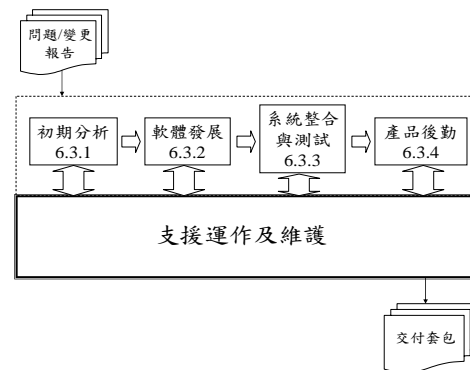 問題/變更
報告
初期分析
6.3.1
軟體發展
6.3.2
系統整合
與測試
6.3.3
產品後勤
6.3.4
支援運作及維護
交付套包